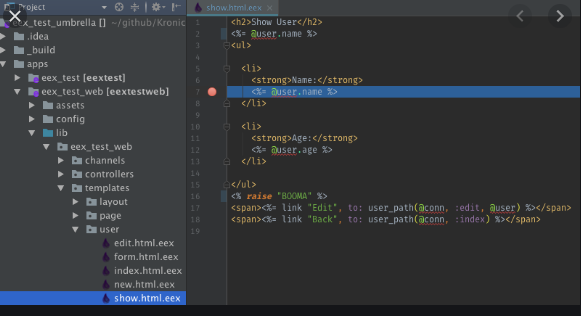 Project
show.html.eex
eex_test_umbrella [] ~/github/Kronic
.idea
_build
apps
eex_test [eextest]
eex_test_web [eextestweb]
assets
config
lib
eex_test_web
channels
controllers
templates
layout
page
user
edit.html.eex
form.html.eex
index.html.eex
new.html.eex
show.html.eex
1 <h2>Show User</h2>
2 <%= @user.name %>
3 <ul>
4
5 <li>
6 <strong>Name:</strong>
7 <%= @user.name %>
8 </li>
9
10 <li>
11 <strong>Age:</strong>
12 <%= @user.age %>
13 </li>
14
15 </ul>
16 <% raise "BOOMA" %>
17 <span><%= link "Edit", to: user_path(@conn, :edit, @user) %></span>
18 <span><%= link "Back", to: user_path(@conn, :index) %></span>
19